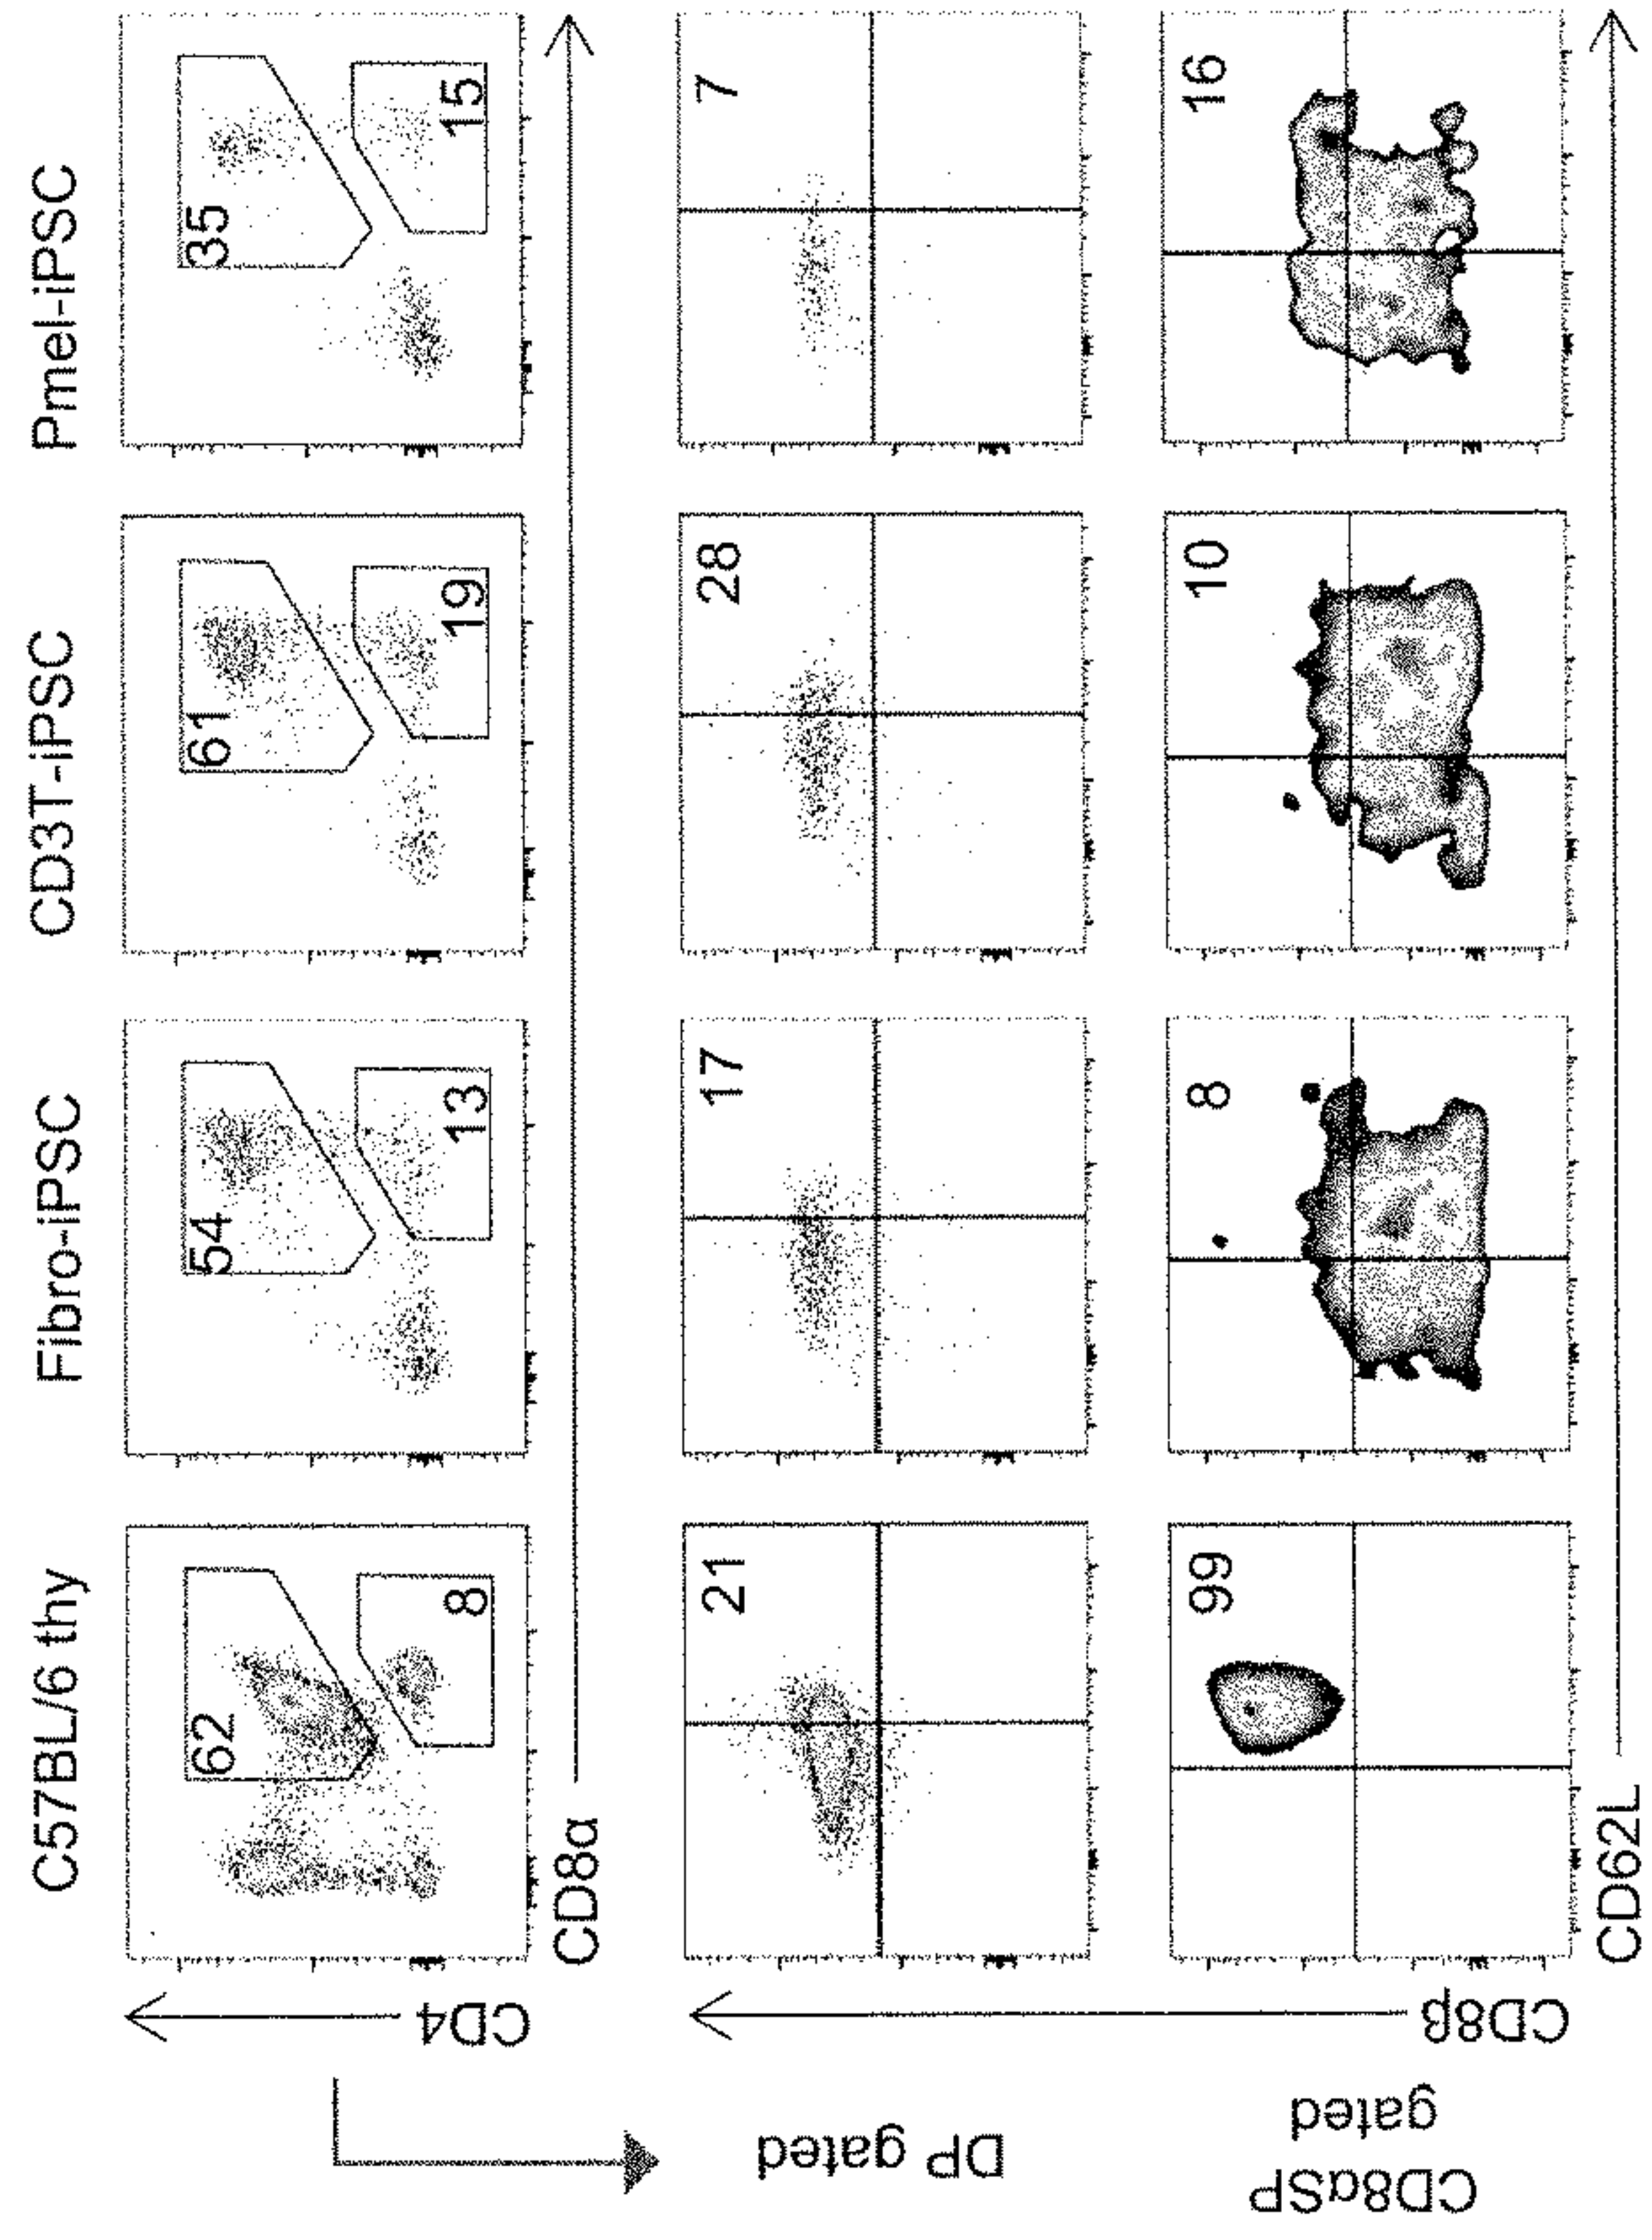 C57BL/6 thy
Fibro-iPSC
CD3T-iPSC
Pmel-iPSC
CD4
62
8
54
13
61
19
35
15
CD8α
DP gated
21
17
28
7
CD8β
CD8αSP
gated
99
8
10
16
CD62L